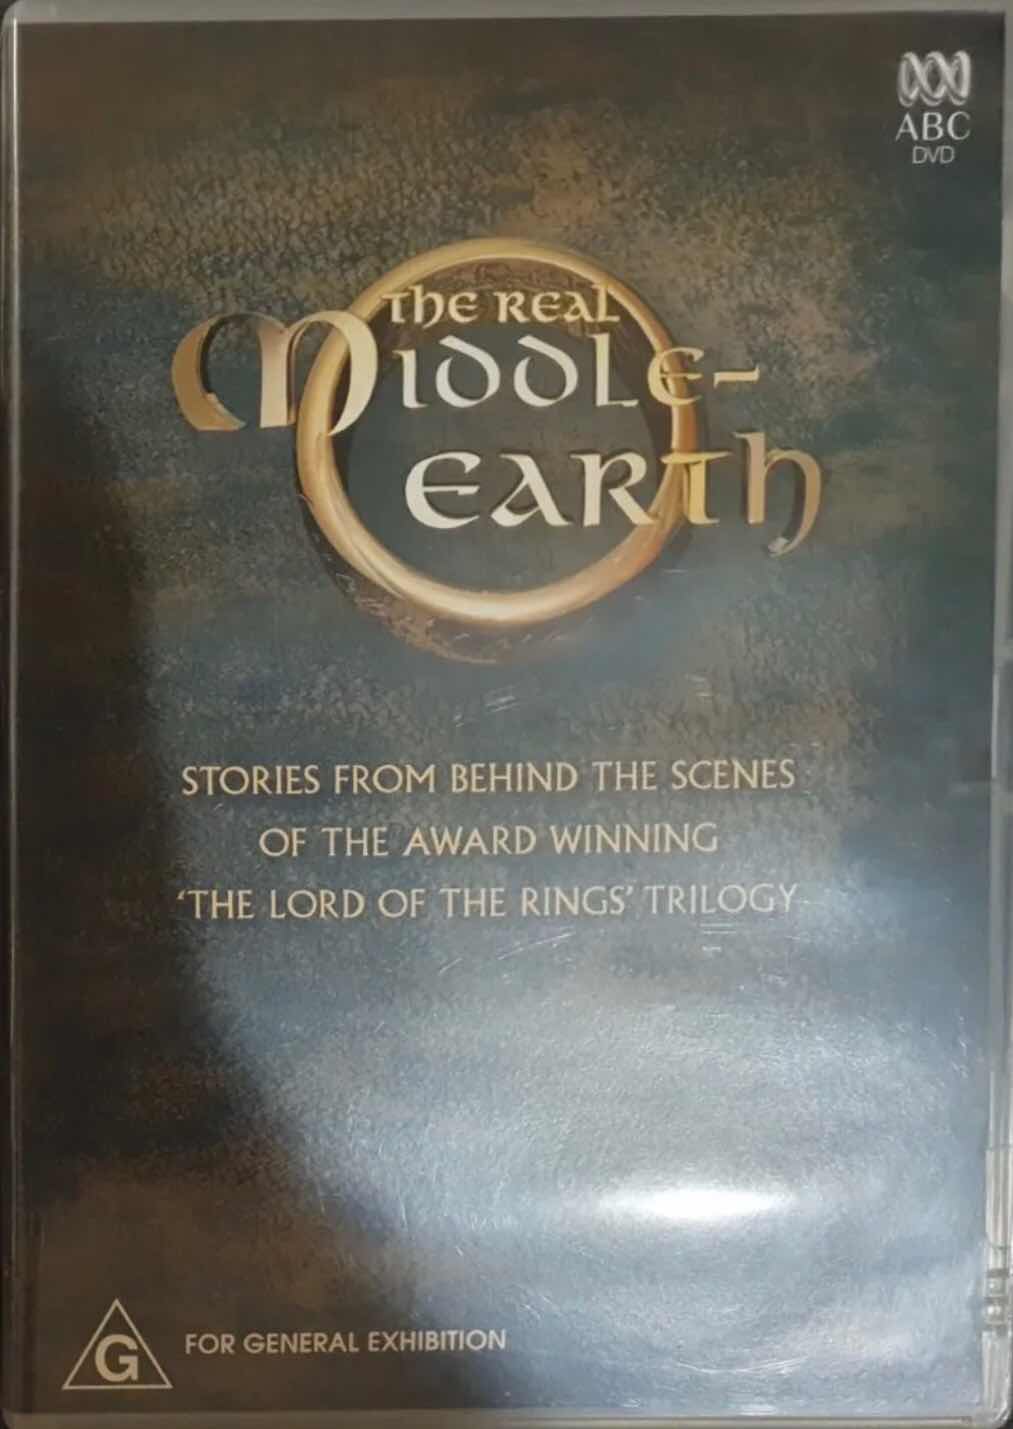 ABC
DVD
The Real
Middle-
Earth
STORIES FROM BEHIND THE SCENES
OF THE AWARD WINNING
‘THE LORD OF THE RINGS’ TRILOGY
G
FOR GENERAL EXHIBITION